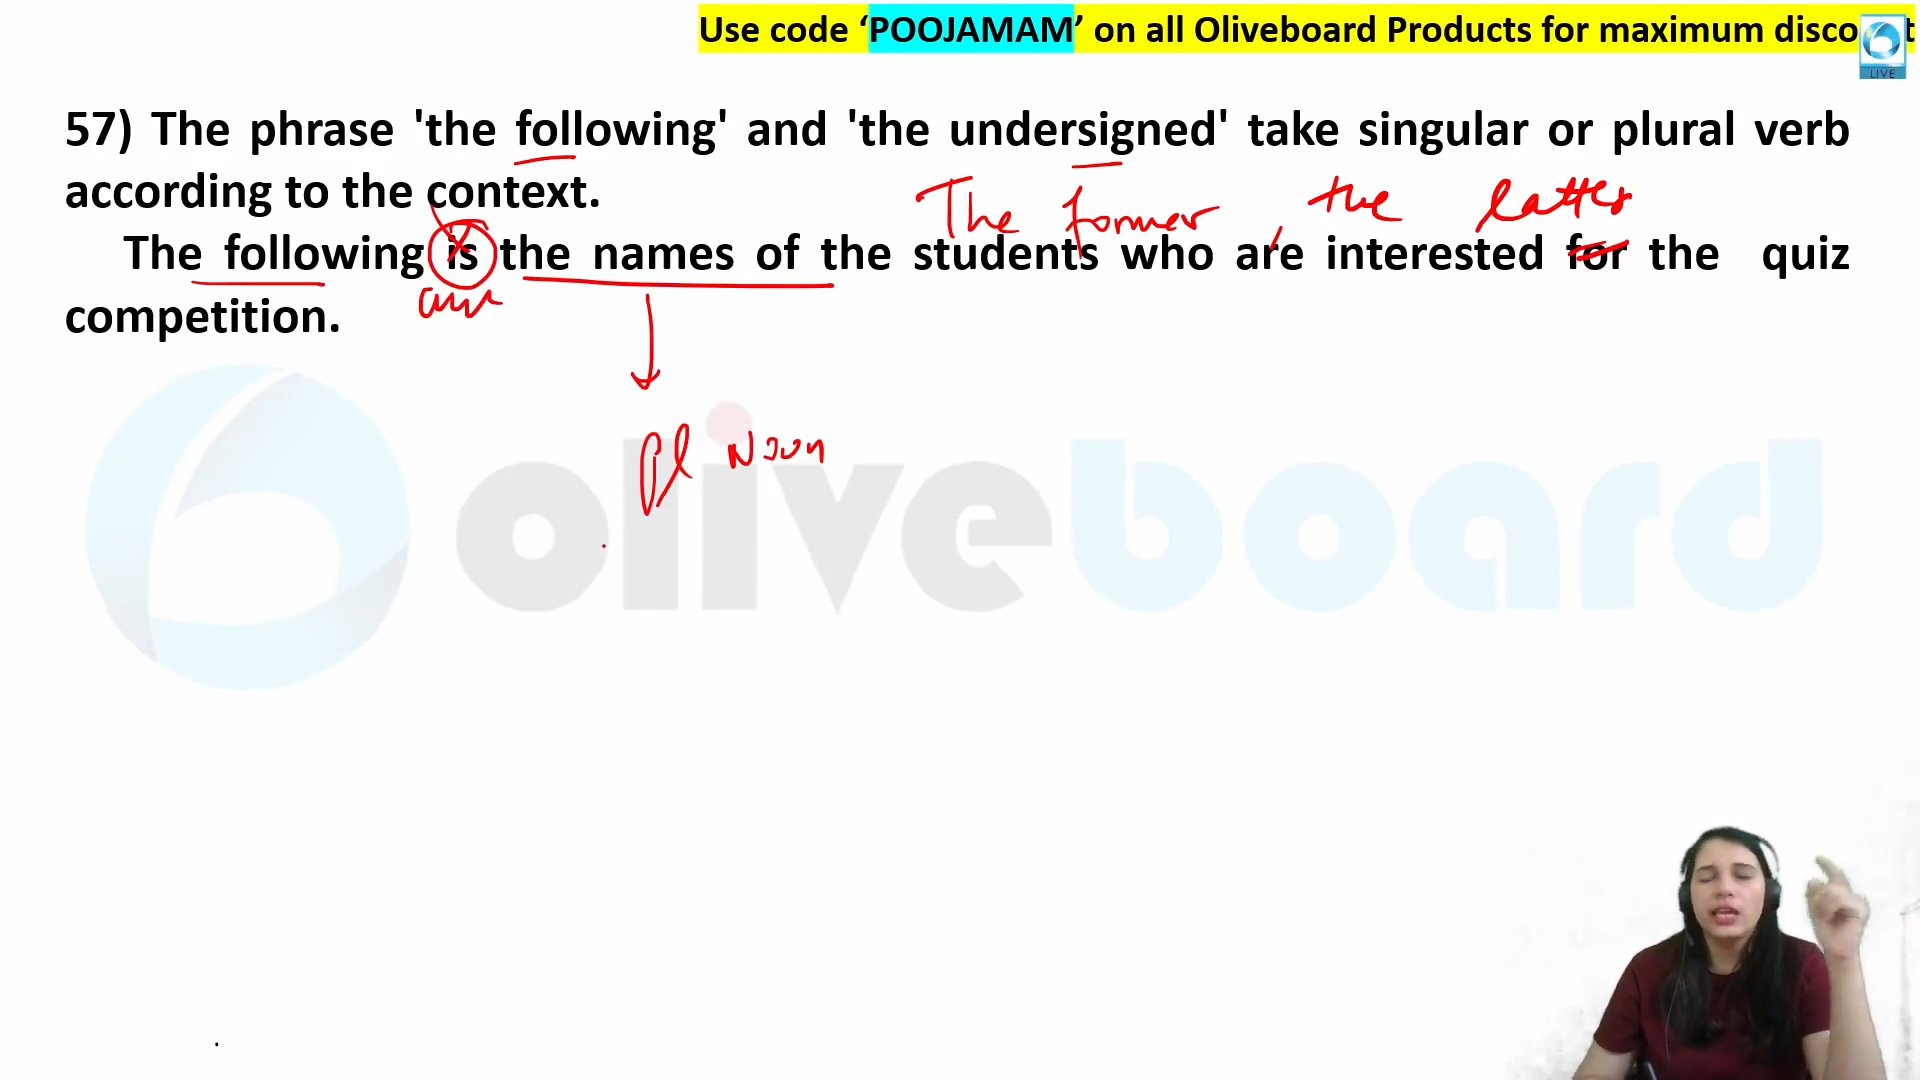 Use code ‘POOJAMAM’ on all Oliveboard Products for maximum disco t
LIVE
57) The phrase 'the following' and 'the undersigned' take singular or plural verb
according to the context.
The former, the latter
The following is the names of the students who are interested for the quiz
are
competition.
Pl Noun
oliveboard